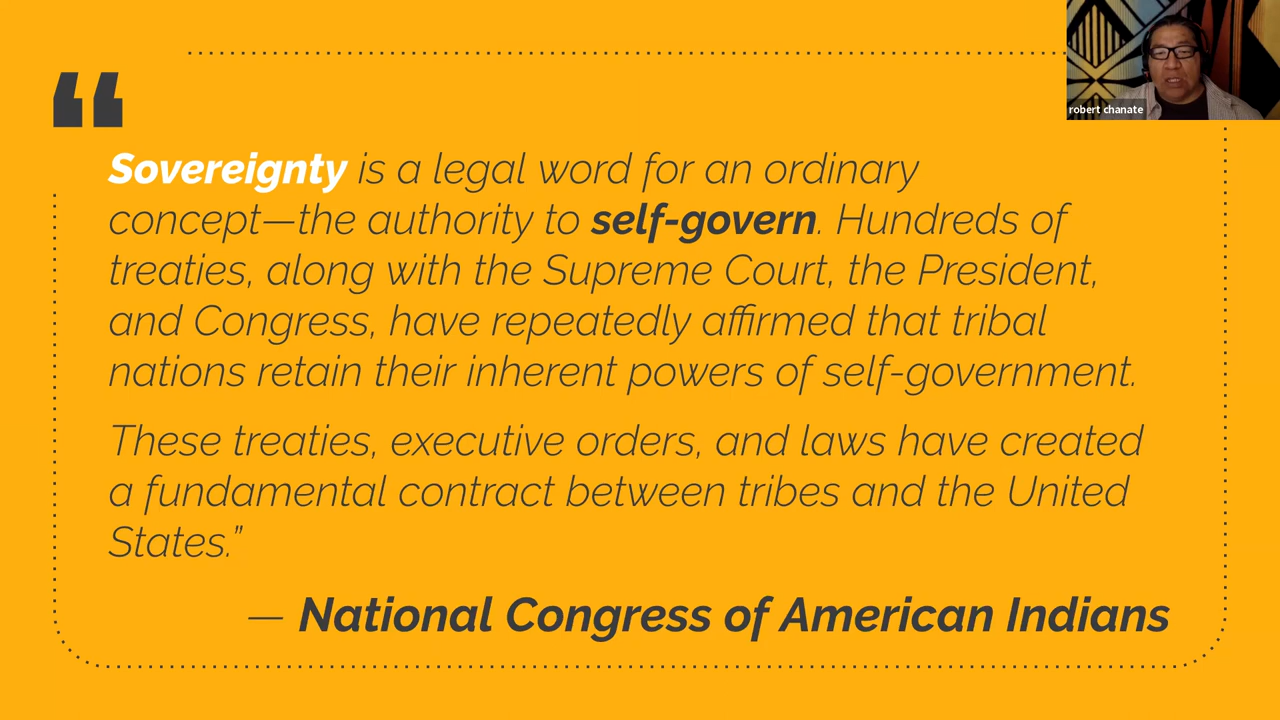 robert chanate
“
Sovereignty is a legal word for an ordinary
concept—the authority to self-govern. Hundreds of
treaties, along with the Supreme Court, the President,
and Congress, have repeatedly affirmed that tribal
nations retain their inherent powers of self-government.
These treaties, executive orders, and laws have created
a fundamental contract between tribes and the United
States.”
— National Congress of American Indians